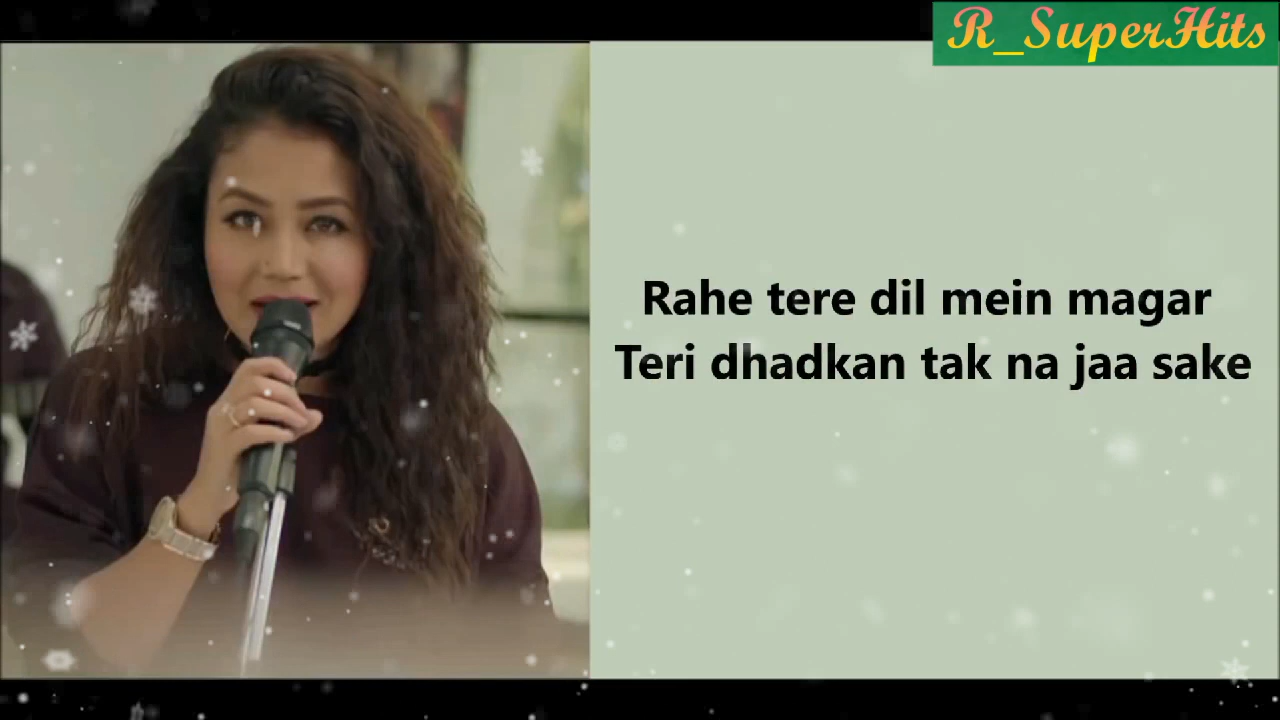 R_SuperHits
Rahe tere dil mein magar
Teri dhadkan tak na jaa sake